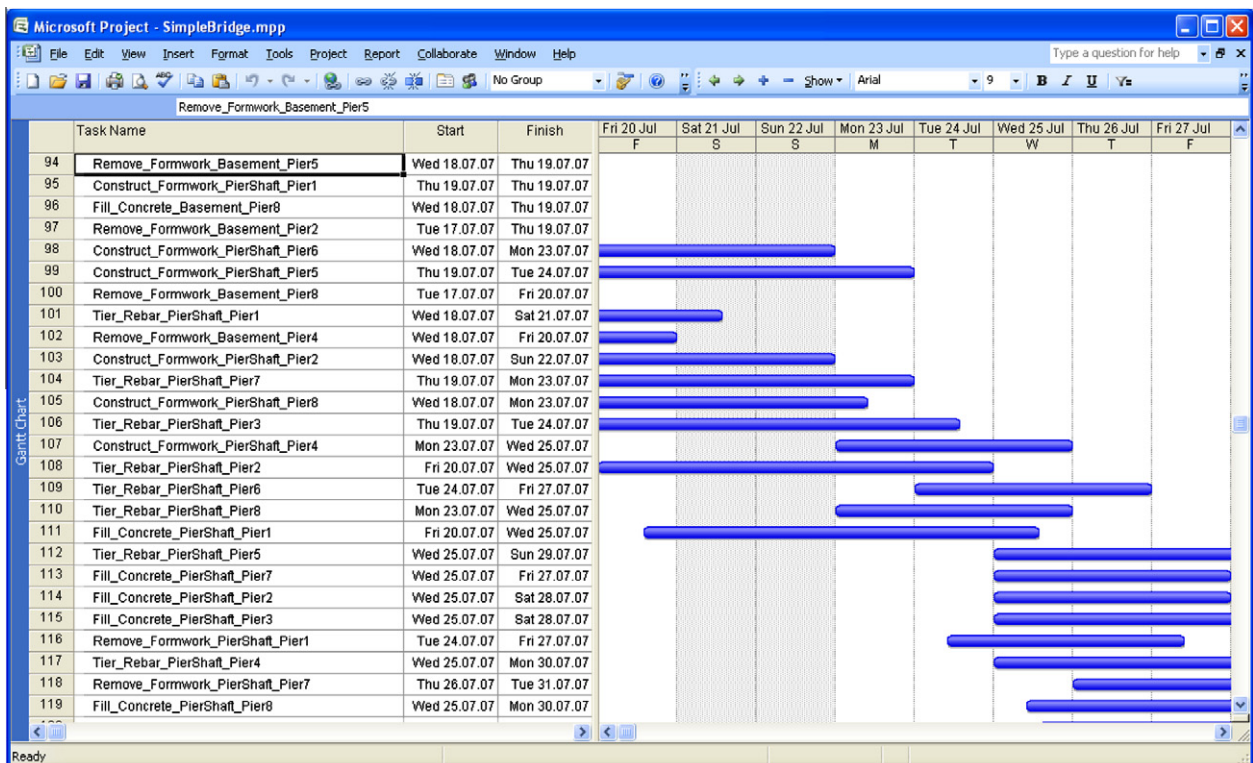 Microsoft Project - SimpleBridge.mpp
File Edit View Insert Format Tools Project Report Collaborate Window Help Type a question for help
No Group Show Arial 9 B I U
Remove_Formwork_Basement_Pier5
Task Name Start Finish Fri 20 Jul Sat 21 Jul Sun 22 Jul Mon 23 Jul Tue 24 Jul Wed 25 Jul Thu 26 Jul Fri 27 Jul
F S S M T W T F
94 Remove_Formwork_Basement_Pier5 Wed 18.07.07 Thu 19.07.07
95 Construct_Formwork_PierShaft_Pier1 Thu 19.07.07 Thu 19.07.07
96 Fill_Concrete_Basement_Pier8 Wed 18.07.07 Thu 19.07.07
97 Remove_Formwork_Basement_Pier2 Tue 17.07.07 Thu 19.07.07
98 Construct_Formwork_PierShaft_Pier6 Wed 18.07.07 Mon 23.07.07
99 Construct_Formwork_PierShaft_Pier5 Thu 19.07.07 Tue 24.07.07
100 Remove_Formwork_Basement_Pier8 Tue 17.07.07 Fri 20.07.07
101 Tier_Rebar_PierShaft_Pier1 Wed 18.07.07 Sat 21.07.07
102 Remove_Formwork_Basement_Pier4 Wed 18.07.07 Fri 20.07.07
103 Construct_Formwork_PierShaft_Pier2 Wed 18.07.07 Sun 22.07.07
104 Tier_Rebar_PierShaft_Pier7 Thu 19.07.07 Mon 23.07.07
105 Construct_Formwork_PierShaft_Pier8 Wed 18.07.07 Mon 23.07.07
106 Tier_Rebar_PierShaft_Pier3 Thu 19.07.07 Tue 24.07.07
107 Construct_Formwork_PierShaft_Pier4 Mon 23.07.07 Wed 25.07.07
108 Tier_Rebar_PierShaft_Pier2 Fri 20.07.07 Wed 25.07.07
109 Tier_Rebar_PierShaft_Pier6 Tue 24.07.07 Fri 27.07.07
110 Tier_Rebar_PierShaft_Pier8 Mon 23.07.07 Wed 25.07.07
111 Fill_Concrete_PierShaft_Pier1 Fri 20.07.07 Wed 25.07.07
112 Tier_Rebar_PierShaft_Pier5 Wed 25.07.07 Sun 29.07.07
113 Fill_Concrete_PierShaft_Pier7 Wed 25.07.07 Fri 27.07.07
114 Fill_Concrete_PierShaft_Pier2 Wed 25.07.07 Sat 28.07.07
115 Fill_Concrete_PierShaft_Pier3 Wed 25.07.07 Sat 28.07.07
116 Remove_Formwork_PierShaft_Pier1 Tue 24.07.07 Fri 27.07.07
117 Tier_Rebar_PierShaft_Pier4 Wed 25.07.07 Mon 30.07.07
118 Remove_Formwork_PierShaft_Pier7 Thu 26.07.07 Tue 31.07.07
119 Fill_Concrete_PierShaft_Pier8 Wed 25.07.07 Mon 30.07.07
Gantt Chart
Ready